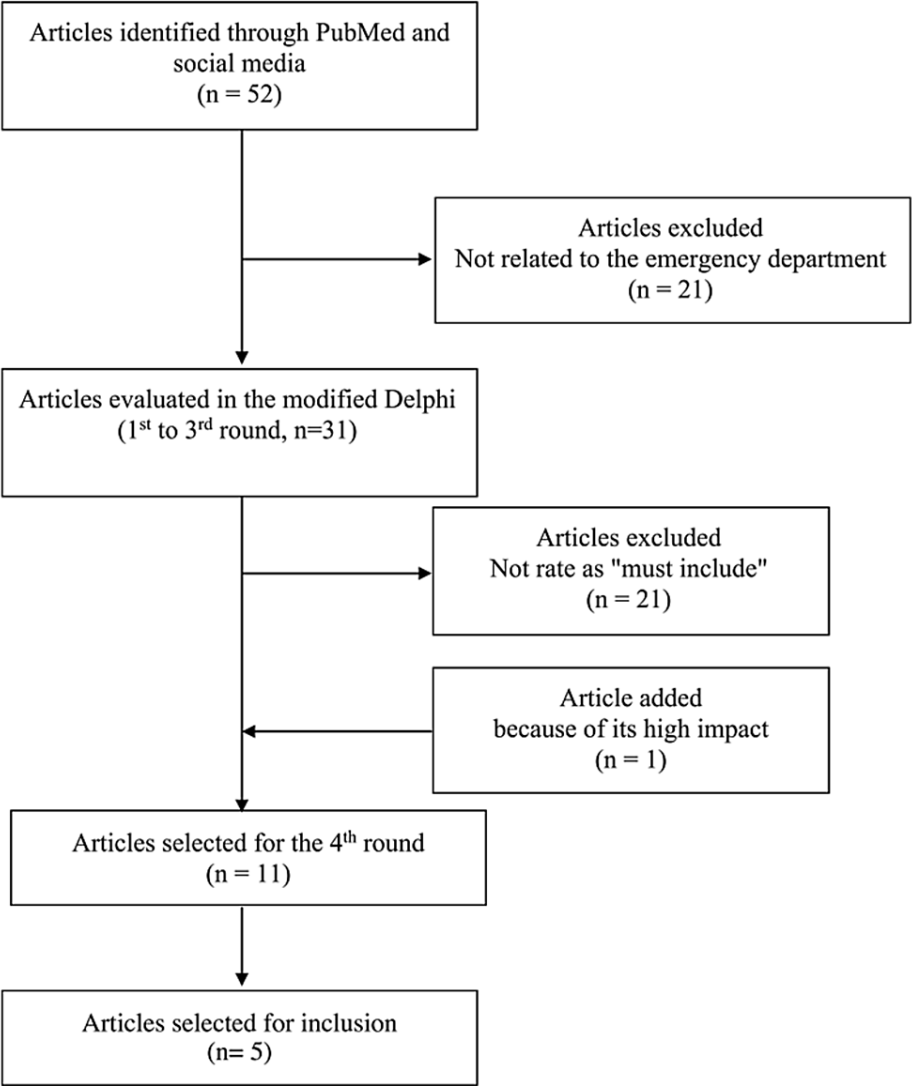 Articles identified through PubMed and
social media
(n = 52)
Articles excluded
Not related to the emergency department
(n = 21)
Articles evaluated in the modified Delphi
(1st to 3rd round, n=31)
Articles excluded
Not rate as "must include"
(n = 21)
Article added
because of its high impact
(n = 1)
Articles selected for the 4th round
(n = 11)
Articles selected for inclusion
(n= 5)